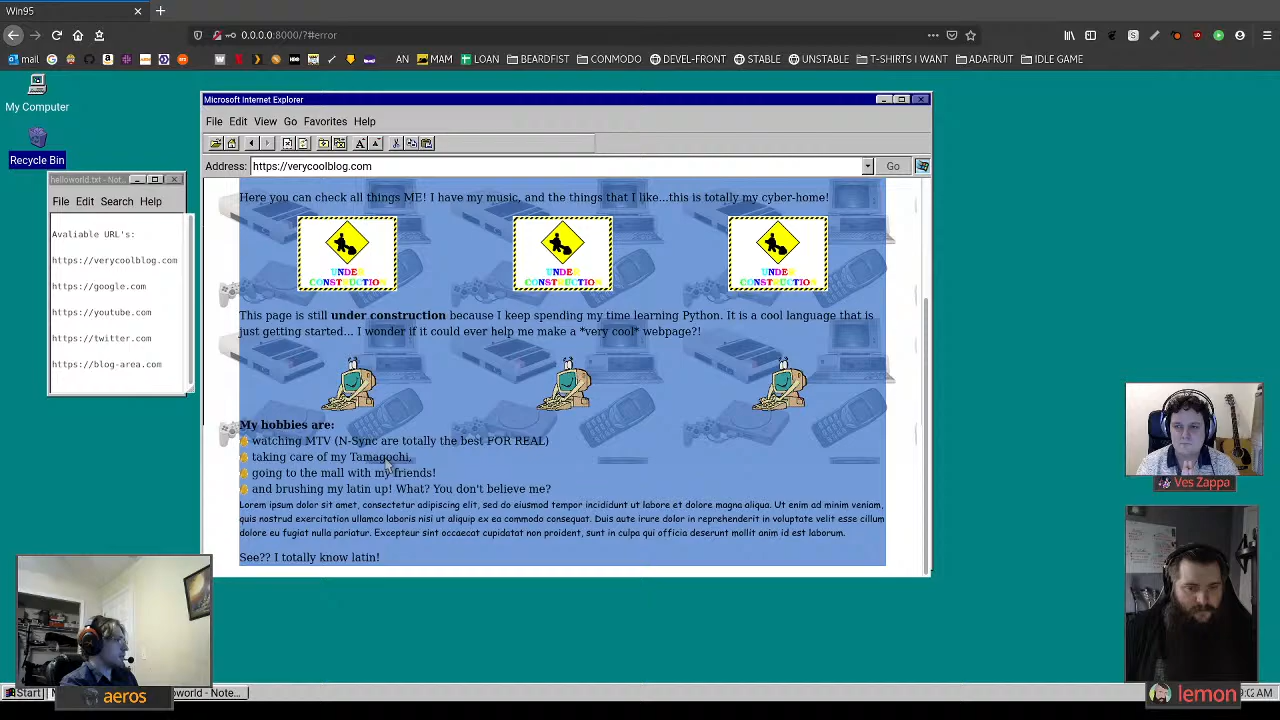 Win95
0.0.0.0:8000/?#error
mail
AN
MAM
LOAN
BEARDFIST
CONMODO
DEVEL-FRONT
STABLE
UNSTABLE
T-SHIRTS I WANT
ADAFRUIT
IDLE GAME
My Computer
Recycle Bin
helloworld.txt - Not...
File Edit Search Help
Avaliable URL's:
https://verycoolblog.com
https://google.com
https://youtube.com
https://twitter.com
https://blog-area.com
Microsoft Internet Explorer
File Edit View Go Favorites Help
Address: https://verycoolblog.com Go
Here you can check all things ME! I have my music, and the things that I like...this is totally my cyber-home!
UNDER
CONSTRUCTION
UNDER
CONSTRUCTION
UNDER
CONSTRUCTION
This page is still under construction because I keep spending my time learning Python. It is a cool language that is
just getting started... I wonder if it could ever help me make a *very cool* webpage?!
My hobbies are:
watching MTV (N-Sync are totally the best FOR REAL)
taking care of my Tamagochi,
going to the mall with my friends!
and brushing my latin up! What? You don't believe me?
Lorem ipsum dolor sit amet, consectetur adipiscing elit, sed do eiusmod tempor incididunt ut labore et dolore magna aliqua. Ut enim ad minim veniam,
quis nostrud exercitation ullamco laboris nisi ut aliquip ex ea commodo consequat. Duis aute irure dolor in reprehenderit in voluptate velit esse cillum
dolore eu fugiat nulla pariatur. Excepteur sint occaecat cupidatat non proident, sunt in culpa qui officia deserunt mollit anim id est laborum.
See?? I totally know latin!
Ves Zappa
Start
oworld - Note...
aeros
lemon
AM